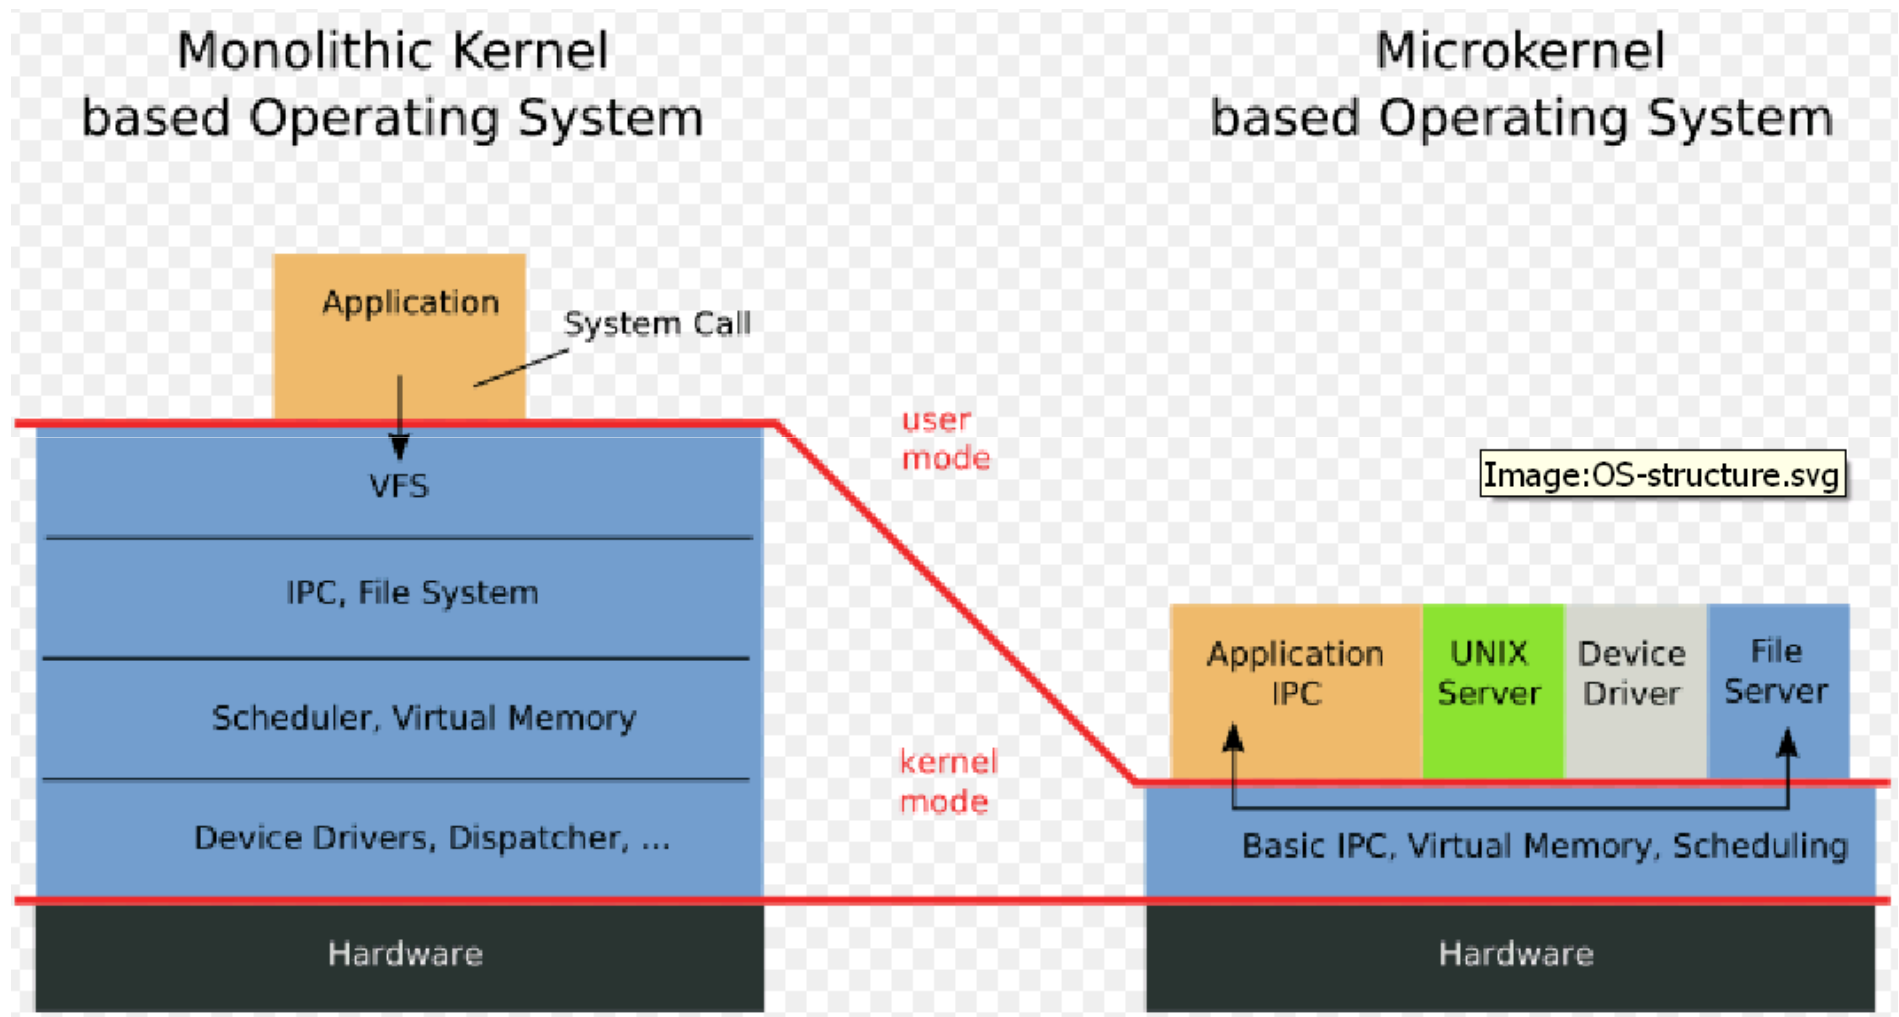 Monolithic Kernel
based Operating System
Microkernel
based Operating System
Application
System Call
user
mode
Image:OS-structure.svg
VFS
IPC, File System
Scheduler, Virtual Memory
Device Drivers, Dispatcher, ...
kernel
mode
Application
IPC
UNIX
Server
Device
Driver
File
Server
Basic IPC, Virtual Memory, Scheduling
Hardware
Hardware